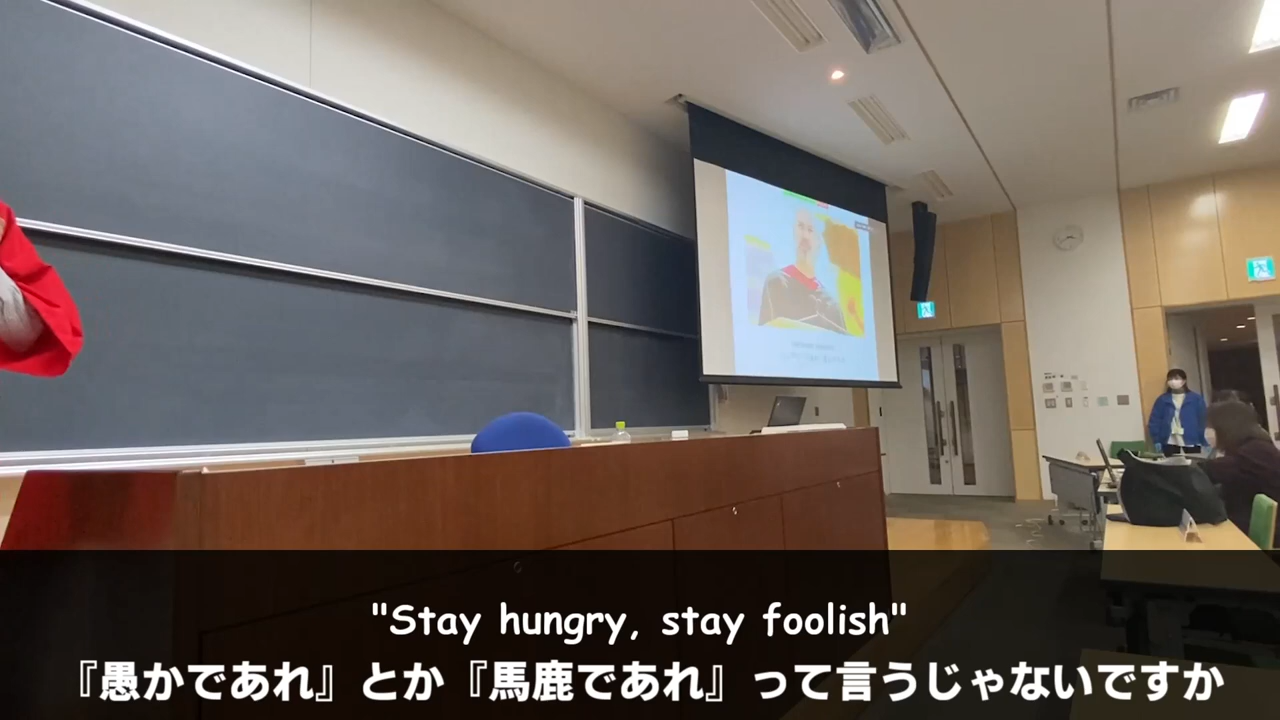 "Stay hungry, stay foolish"
『愚かであれ』とか『馬鹿であれ』って言うじゃないですか